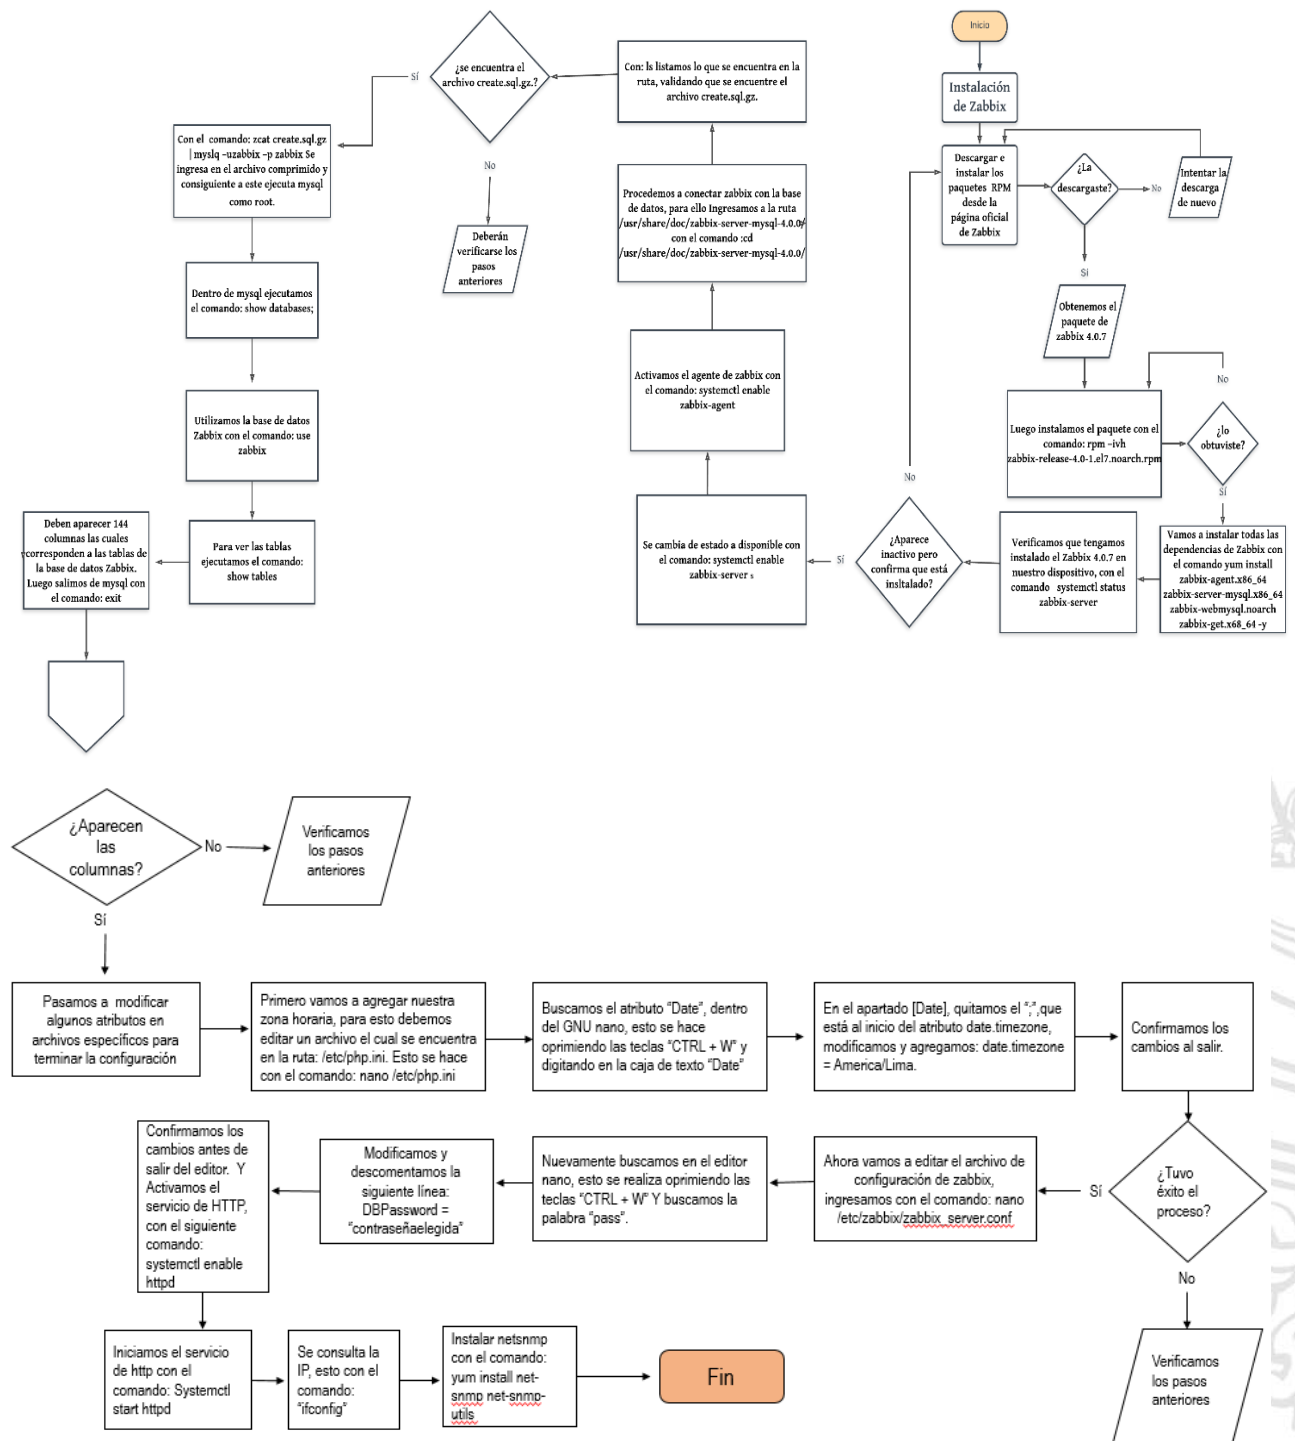 Inicio
Instalación
de Zabbix
Descargar e
instalar los
paquetes RPM
desde la
página oficial
de Zabbix
¿La
descargaste?
No
Intentar la
descarga
de nuevo
Sí
Obtenemos el
paquete de
zabbix 4.0.7
Luego instalamos el paquete con el
comando: rpm –ivh
zabbix-release-4.0-1.el7.noarch.rpm
¿lo
obtuviste?
No
Sí
Vamos a instalar todas las
dependencias de Zabbix con
el comando yum install
zabbix-agent.x86_64
zabbix-server-mysql.x86_64
zabbix-webmysql.noarch
zabbix-get.x68_64 -y
Verificamos que tengamos
instalado el Zabbix 4.0.7 en
nuestro dispositivo, con el
comando systemctl status
zabbix-server
¿Aparece
inactivo pero
confirma que está
insltalado?
No
Sí
Se cambia de estado a disponible con
el comando: systemctl enable
zabbix-server s
Activamos el agente de zabbix con
el comando: systemctl enable
zabbix-agent
Procedemos a conectar zabbix con la base
de datos, para ello Ingresamos a la ruta
/usr/share/doc/zabbix-server-mysql-4.0.0/
con el comando :cd
/usr/share/doc/zabbix-server-mysql-4.0.0/
Con: ls listamos lo que se encuentra en la
ruta, validando que se encuentre el
archivo create.sql.gz.
¿se encuentra el
archivo create.sql.gz.?
Sí
No
Deberán
verificarse los
pasos
anteriores
Con el comando: zcat create.sql.gz
| myslq –uzabbix –p zabbix Se
ingresa en el archivo comprimido y
consiguiente a este ejecuta mysql
como root.
Dentro de mysql ejecutamos
el comando: show databases;
Utilizamos la base de datos
Zabbix con el comando: use
zabbix
Para ver las tablas
ejecutamos el comando:
show tables
Deben aparecer 144
columnas las cuales
corresponden a las tablas de
la base de datos Zabbix.
Luego salimos de mysql con
el comando: exit
¿Aparecen
las
columnas?
No
Verificamos
los pasos
anteriores
Sí
Pasamos a modificar
algunos atributos en
archivos específicos para
terminar la configuración
Primero vamos a agregar nuestra
zona horaria, para esto debemos
editar un archivo el cual se encuentra
en la ruta: /etc/php.ini. Esto se hace
con el comando: nano /etc/php.ini
Buscamos el atributo “Date”, dentro
del GNU nano, esto se hace
oprimiendo las teclas “CTRL + W” y
digitando en la caja de texto “Date”
En el apartado [Date], quitamos el “;”,que
está al inicio del atributo date.timezone,
modificamos y agregamos: date.timezone
= America/Lima.
Confirmamos los
cambios al salir.
¿Tuvo
éxito el
proceso?
Sí
No
Verificamos
los pasos
anteriores
Ahora vamos a editar el archivo de
configuración de zabbix,
ingresamos con el comando: nano
/etc/zabbix/zabbix_server.conf
Nuevamente buscamos en el editor
nano, esto se realiza oprimiendo las
teclas “CTRL + W” Y buscamos la
palabra “pass”.
Modificamos y
descomentamos la
siguiente línea:
DBPassword =
“contraseñaelegida”
Confirmamos los
cambios antes de
salir del editor. Y
Activamos el
servicio de HTTP,
con el siguiente
comando:
systemctl enable
httpd
Iniciamos el servicio
de http con el
comando: Systemctl
start httpd
Se consulta la
IP, esto con el
comando:
“ifconfig”
Instalar netsnmp
con el comando:
yum install net-
snmp net-snmp-
utils
Fin